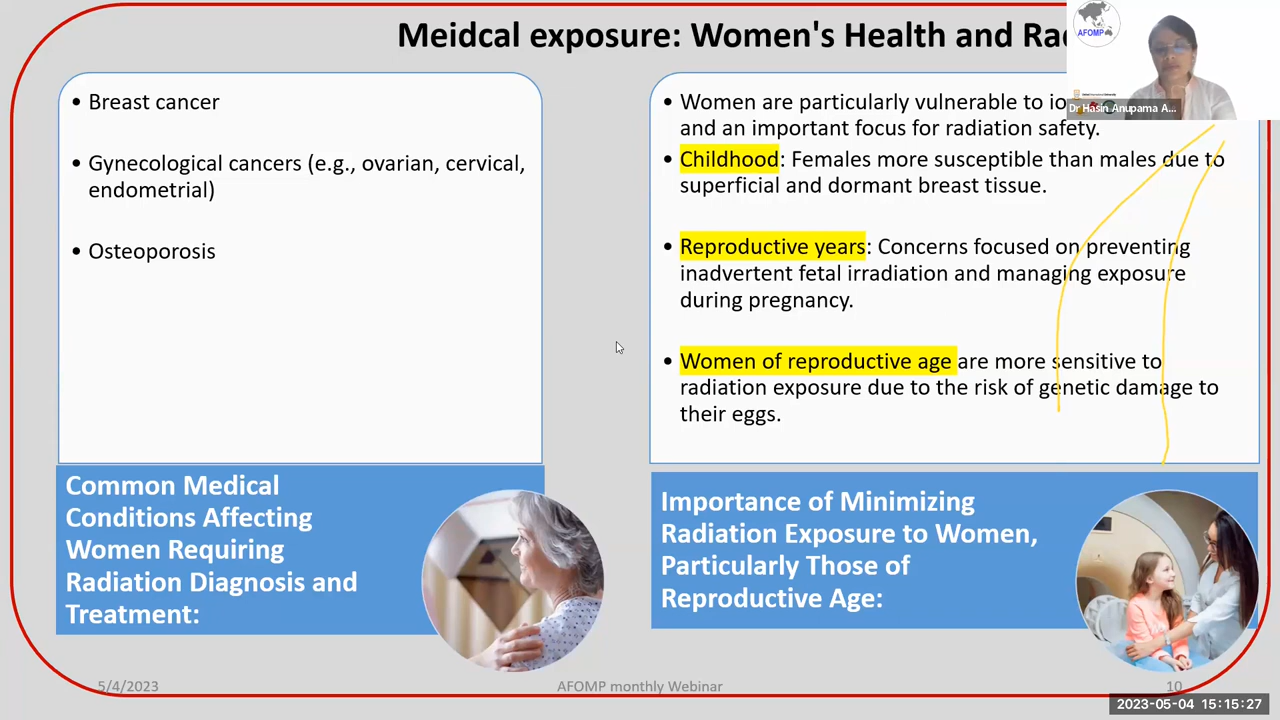 Meidcal exposure: Women's Health and
AFOMP
Dr Hasin Anupama A...
• Breast cancer
• Gynecological cancers (e.g., ovarian, cervical,
endometrial)
• Osteoporosis
Common Medical
Conditions Affecting
Women Requiring
Radiation Diagnosis and
Treatment:
• Women are particularly vulnerable to
and an important focus for radiation safety.
• Childhood: Females more susceptible than males due to
superficial and dormant breast tissue.
• Reproductive years: Concerns focused on preventing
inadvertent fetal irradiation and managing exposure
during pregnancy.
• Women of reproductive age are more sensitive to
radiation exposure due to the risk of genetic damage to
their eggs.
Importance of Minimizing
Radiation Exposure to Women,
Particularly Those of
Reproductive Age:
5/4/2023
AFOMP monthly Webinar
10
2023-05-04 15:15:27